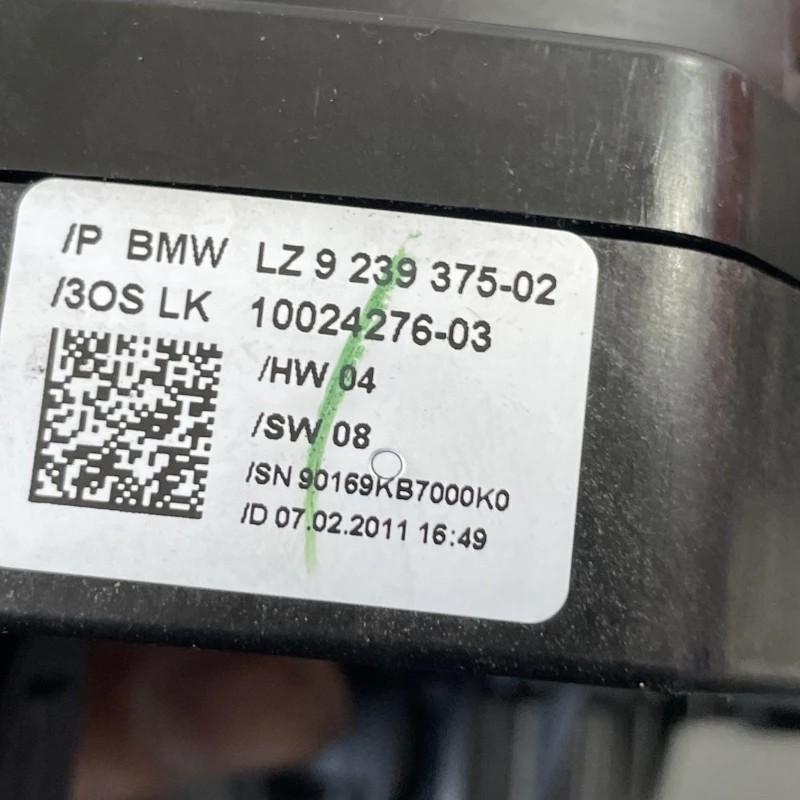 /P BMW LZ 9 239 375-02
/3OS LK 10024276-03
/HW 04
/SW 08
/SN 90169KB7000K0
/D 07.02.2011 16:49